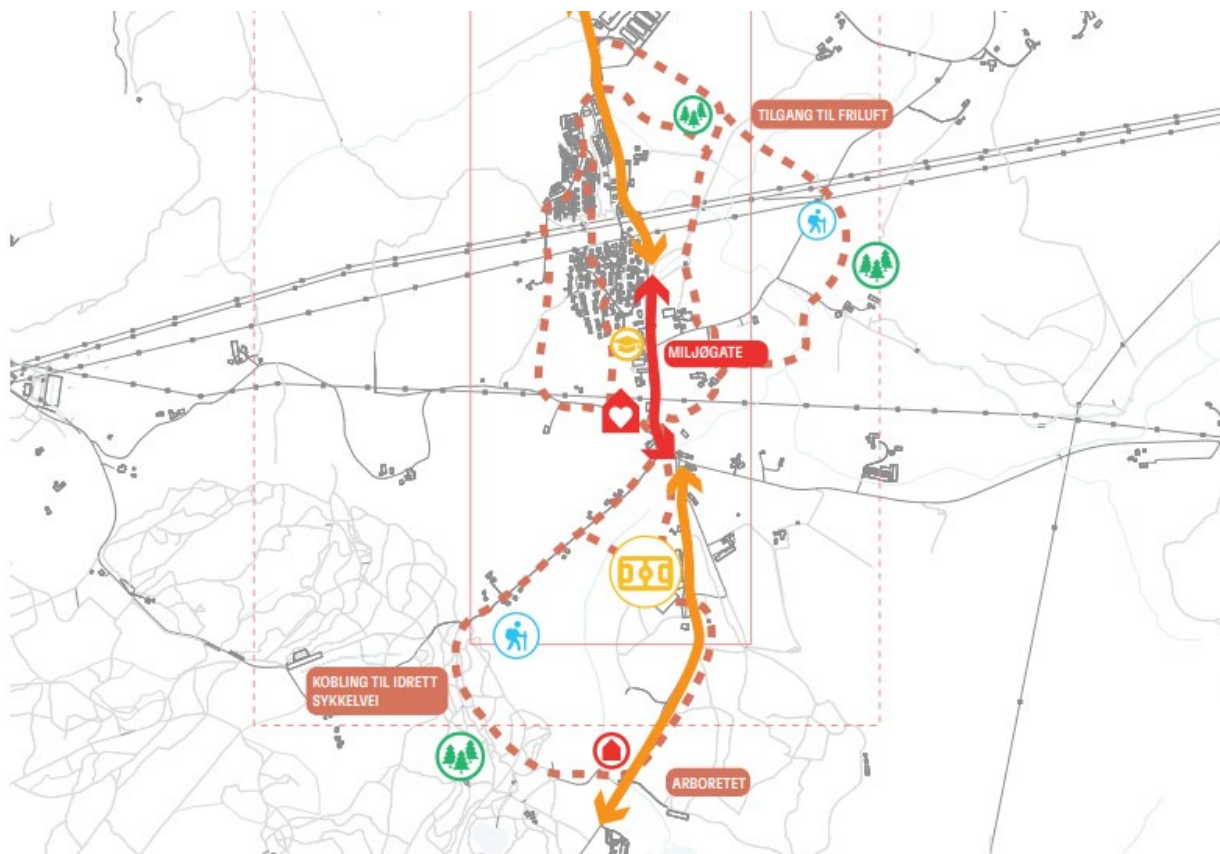 TILGANG TIL FRILUFT
MILJØGATE
KOBLING TIL IDRETT
SYKKELVEI
ARBORETET